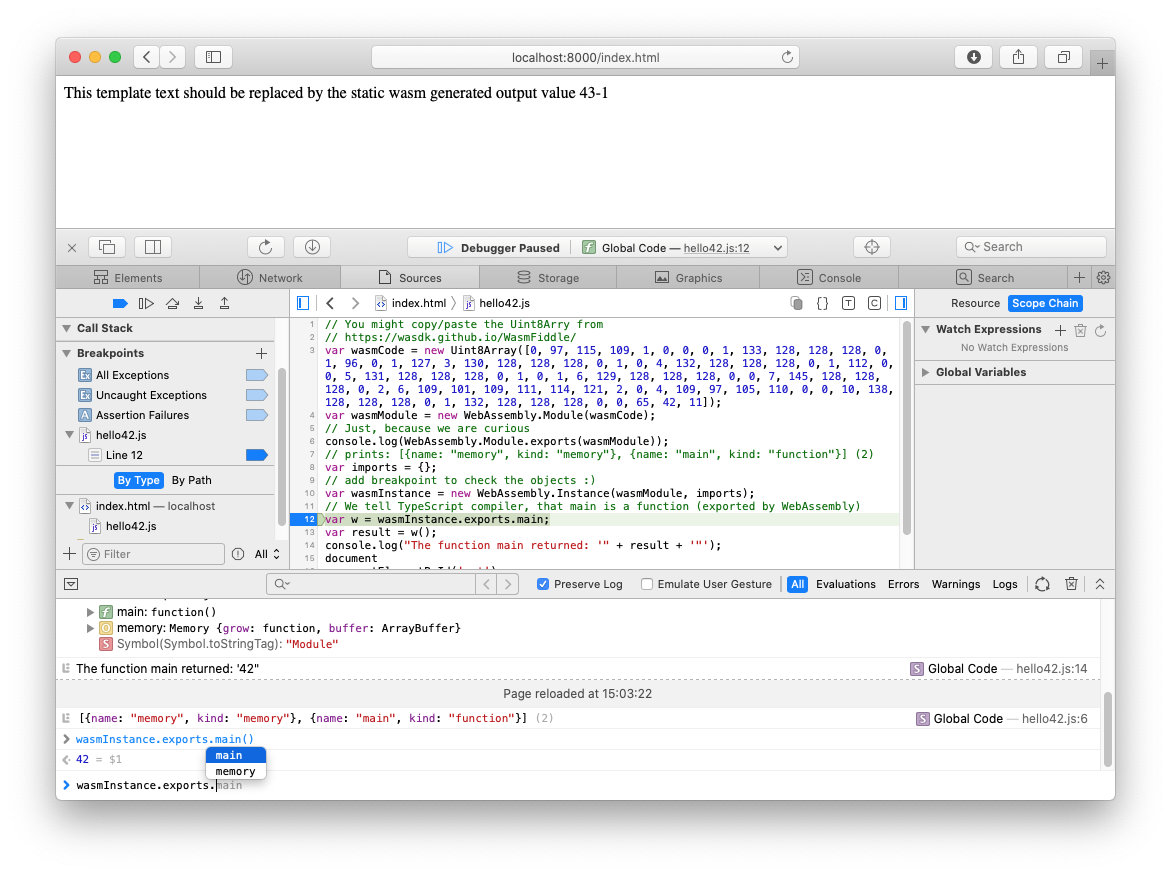 localhost:8000/index.html
This template text should be replaced by the static wasm generated output value 43-1
Debugger Paused
Global Code — hello42.js:12
Search
Elements
Network
Sources
Storage
Graphics
Console
Search
index.html
hello42.js
{}
T
C
Resource
Scope Chain
Call Stack
Breakpoints
Ex All Exceptions
Ex Uncaught Exceptions
A Assertion Failures
js hello42.js
Line 12
By Type By Path
index.html — localhost
js hello42.js
Filter
All
1 // You might copy/paste the Uint8Arry from
2 // https://wasdk.github.io/WasmFiddle/
3 var wasmCode = new Uint8Array([0, 97, 115, 109, 1, 0, 0, 0, 1, 133, 128, 128, 128, 0,
1, 96, 0, 1, 127, 3, 130, 128, 128, 128, 0, 1, 0, 4, 132, 128, 128, 128, 0, 1, 112, 0,
0, 5, 131, 128, 128, 128, 0, 1, 0, 1, 6, 129, 128, 128, 128, 0, 0, 7, 145, 128, 128,
128, 0, 2, 6, 109, 101, 109, 111, 114, 121, 2, 0, 4, 109, 97, 105, 110, 0, 0, 10, 138,
128, 128, 128, 0, 1, 132, 128, 128, 128, 0, 0, 65, 42, 11]);
4 var wasmModule = new WebAssembly.Module(wasmCode);
5 // Just, because we are curious
6 console.log(WebAssembly.Module.exports(wasmModule));
7 // prints: [{name: "memory", kind: "memory"}, {name: "main", kind: "function"}] (2)
8 var imports = {};
9 // add breakpoint to check the objects :)
10 var wasmInstance = new WebAssembly.Instance(wasmModule, imports);
11 // We tell TypeScript compiler, that main is a function (exported by WebAssembly)
12 var w = wasmInstance.exports.main;
13 var result = w();
14 console.log("The function main returned: '" + result + '"');
15 document
Watch Expressions
No Watch Expressions
Global Variables
Preserve Log
Emulate User Gesture
All Evaluations Errors Warnings Logs
f main: function()
O memory: Memory {grow: function, buffer: ArrayBuffer}
S Symbol(Symbol.toStringTag): "Module"
The function main returned: '42"
S Global Code — hello42.js:14
Page reloaded at 15:03:22
[{name: "memory", kind: "memory"}, {name: "main", kind: "function"}] (2)
S Global Code — hello42.js:6
wasmInstance.exports.main()
42 = $1
main
memory
wasmInstance.exports.main